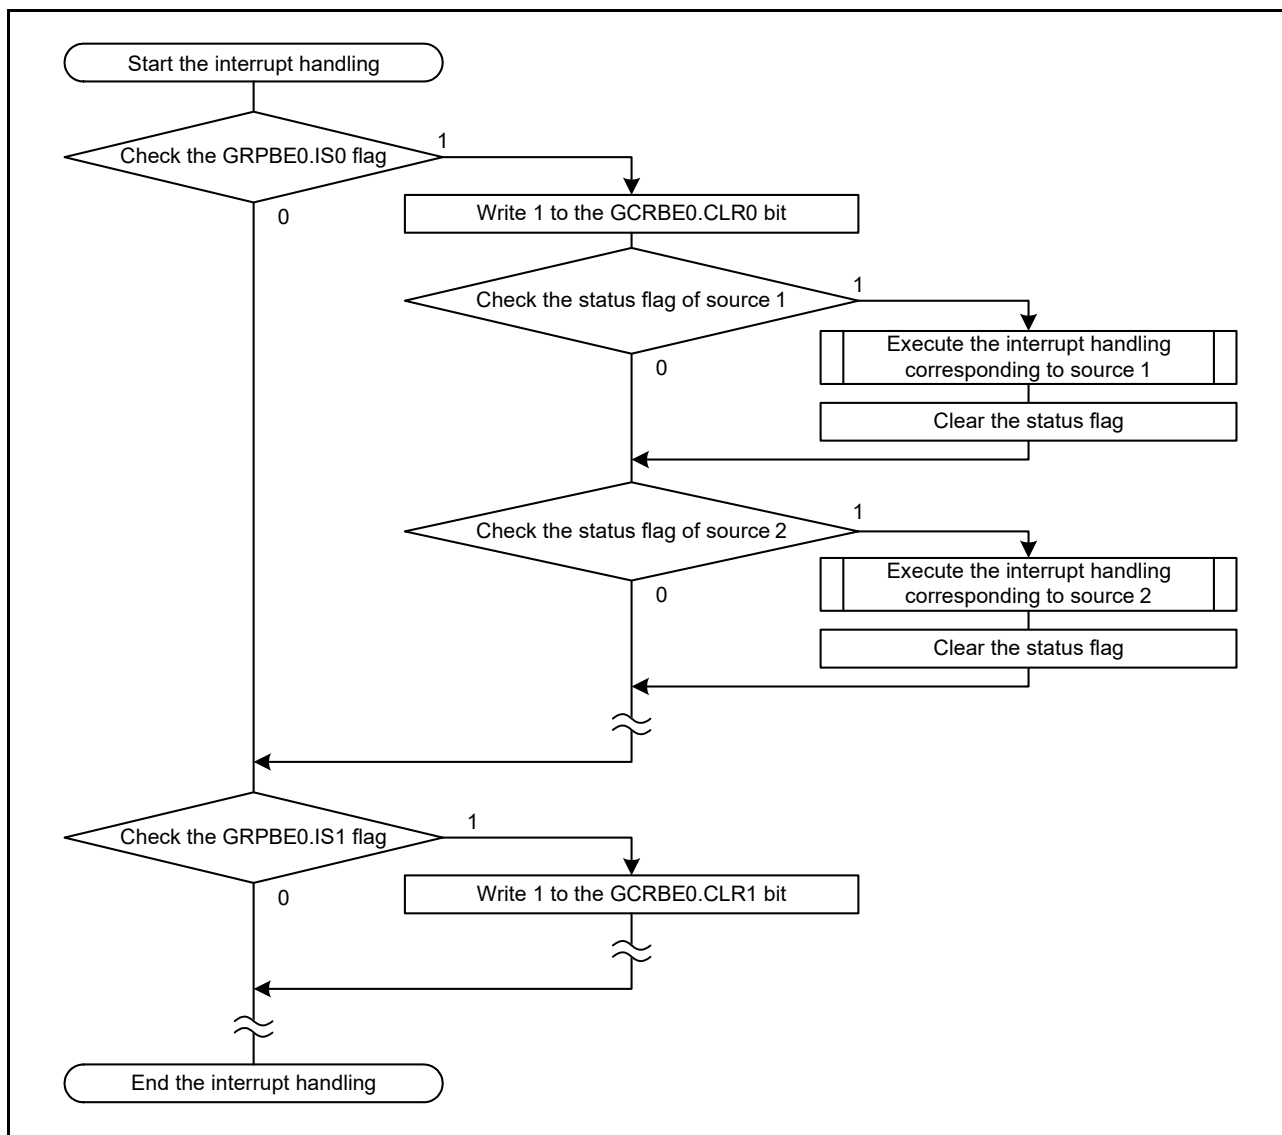 Start the interrupt handling
Check the GRPBE0.IS0 flag
1
0
Write 1 to the GCRBE0.CLR0 bit
Check the status flag of source 1
1
0
Execute the interrupt handling
corresponding to source 1
Clear the status flag
Check the status flag of source 2
1
0
Execute the interrupt handling
corresponding to source 2
Clear the status flag
Check the GRPBE0.IS1 flag
1
0
Write 1 to the GCRBE0.CLR1 bit
End the interrupt handling